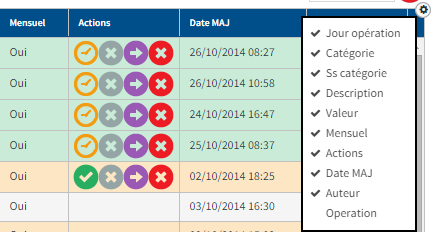 Mensuel Actions Date MAJ
Oui 26/10/2014 08:27
Oui 26/10/2014 10:58
Oui 24/10/2014 16:47
Oui 25/10/2014 08:37
Oui 02/10/2014 18:25
Oui 03/10/2014 16:30
Jour opération
Catégorie
Ss catégorie
Description
Valeur
Mensuel
Actions
Date MAJ
Auteur
Operation